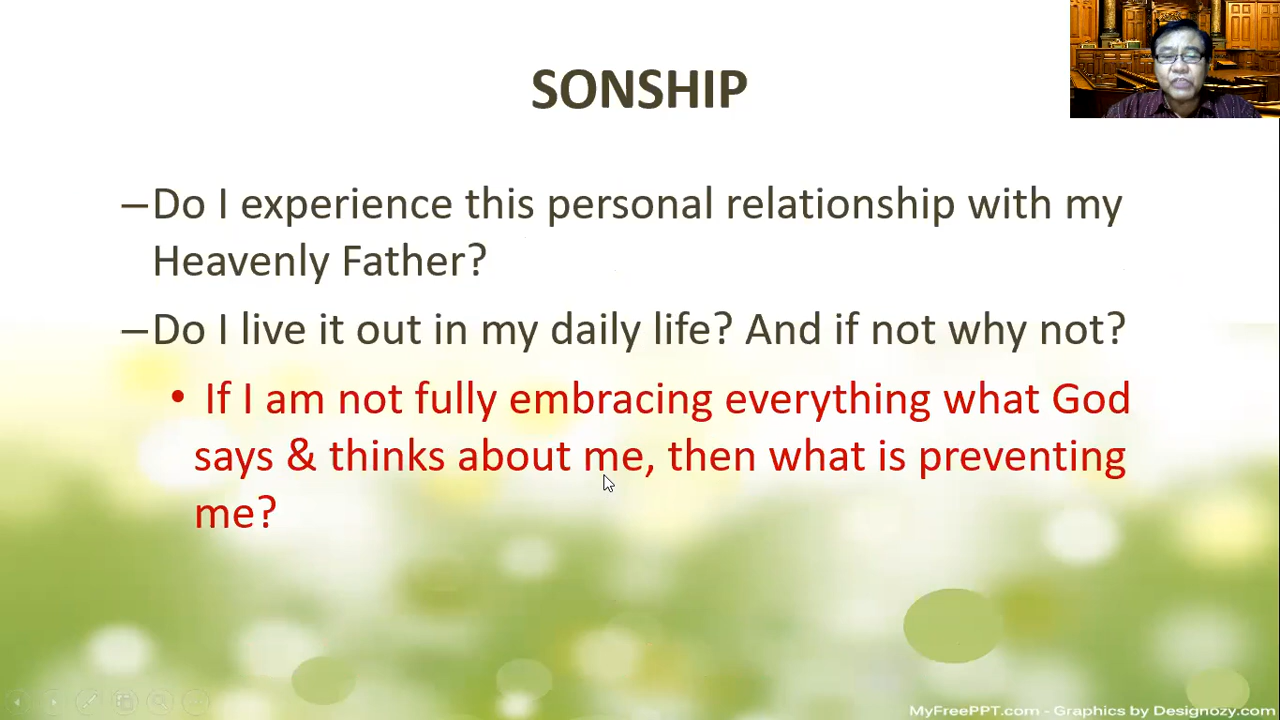 SONSHIP
–Do I experience this personal relationship with my
Heavenly Father?
–Do I live it out in my daily life? And if not why not?
• If I am not fully embracing everything what God
says & thinks about me, then what is preventing
me?
MyFreePPT.com - Graphics by Designozy.com